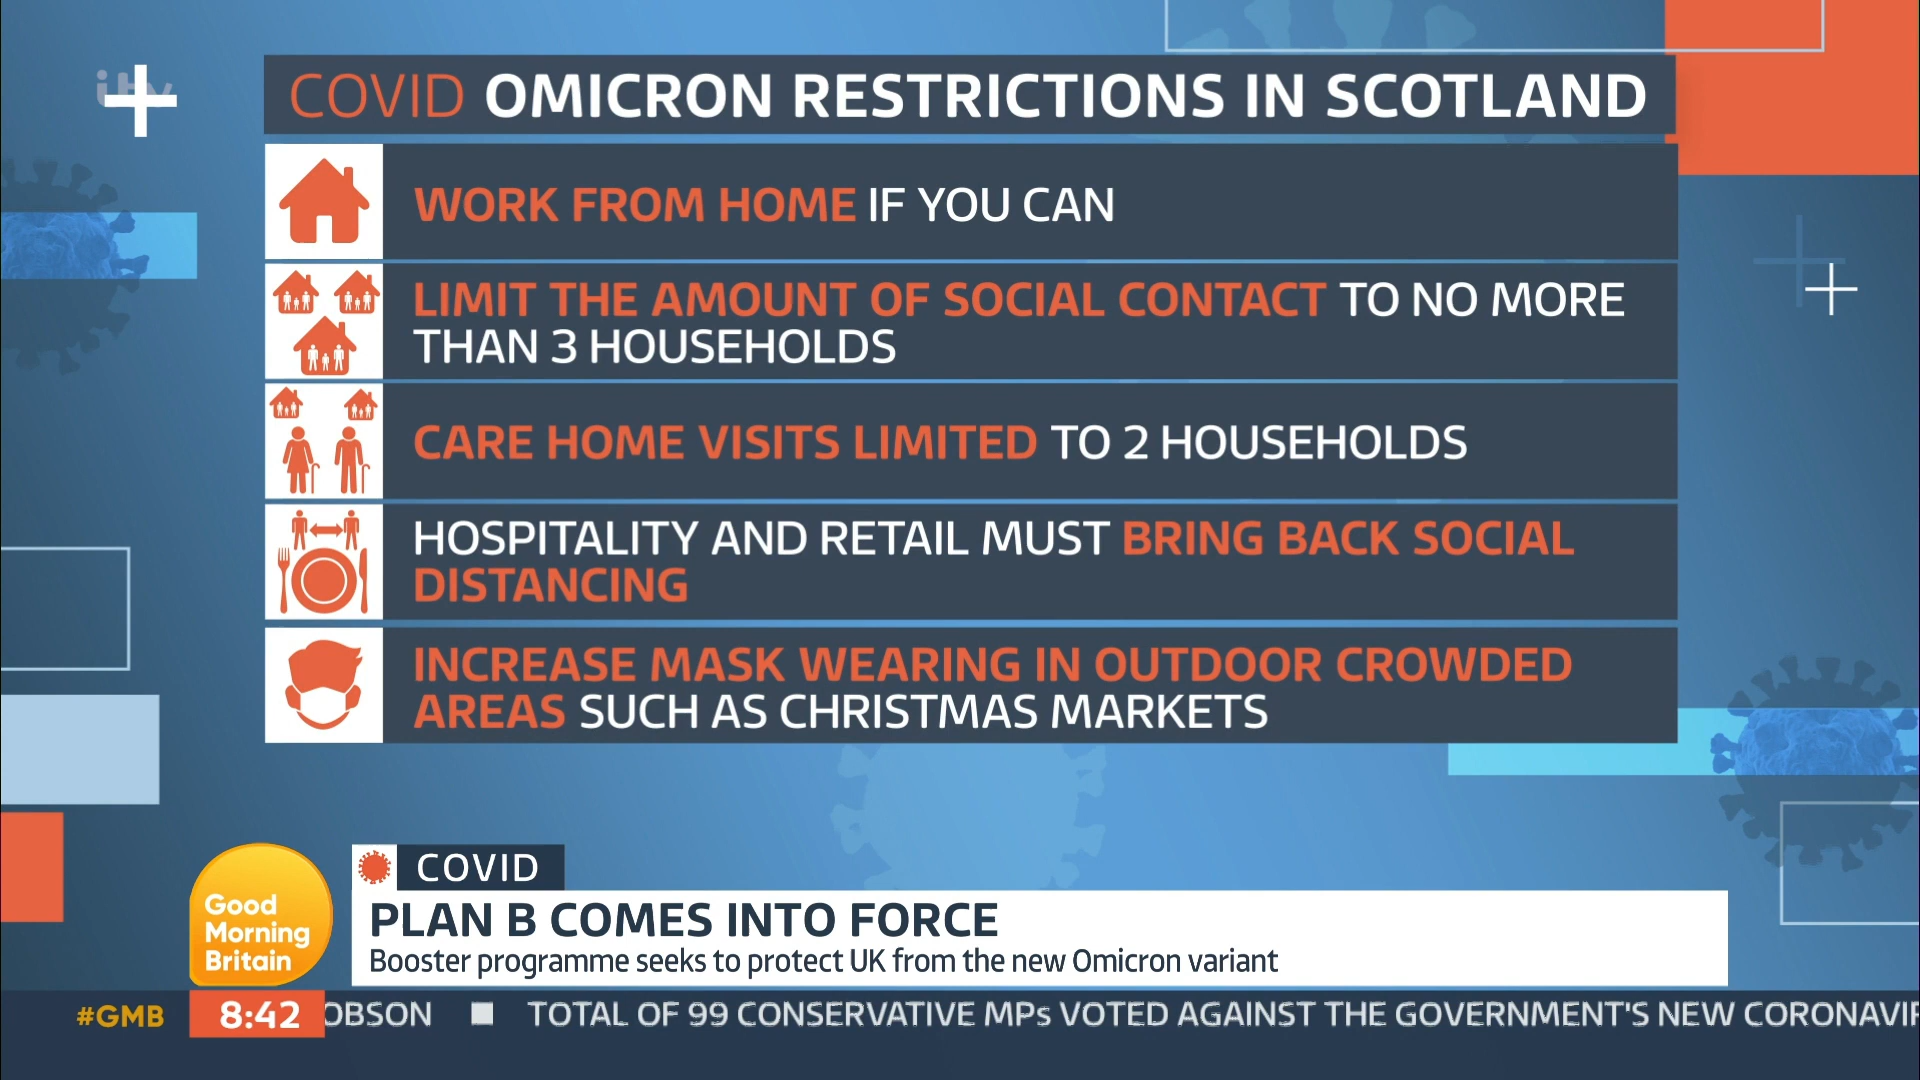 itv
COVID OMICRON RESTRICTIONS IN SCOTLAND
WORK FROM HOME IF YOU CAN
LIMIT THE AMOUNT OF SOCIAL CONTACT TO NO MORE
THAN 3 HOUSEHOLDS
CARE HOME VISITS LIMITED TO 2 HOUSEHOLDS
HOSPITALITY AND RETAIL MUST BRING BACK SOCIAL
DISTANCING
INCREASE MASK WEARING IN OUTDOOR CROWDED
AREAS SUCH AS CHRISTMAS MARKETS
COVID
PLAN B COMES INTO FORCE
Booster programme seeks to protect UK from the new Omicron variant
Good
Morning
Britain
#GMB 8:42 OBSON ■ TOTAL OF 99 CONSERVATIVE MPs VOTED AGAINST THE GOVERNMENT'S NEW CORONAVIR